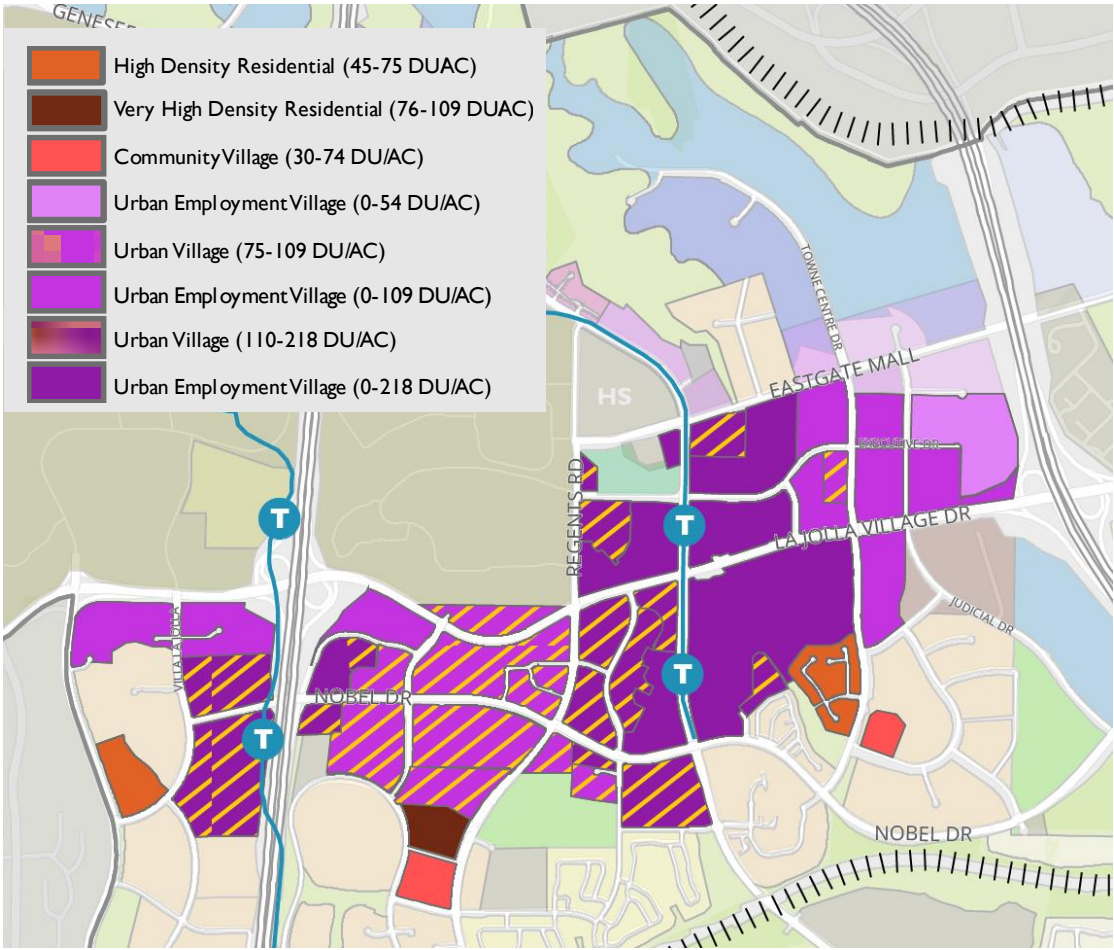 GENESEE
High Density Residential (45-75 DUAC)
Very High Density Residential (76-109 DUAC)
Community Village (30-74 DU/AC)
Urban Employment Village (0-54 DU/AC)
Urban Village (75-109 DU/AC)
Urban Employment Village (0-109 DU/AC)
Urban Village (110-218 DU/AC)
Urban Employment Village (0-218 DU/AC)
TOWNE CENTRE DR
EASTGATE MALL
HS
6
EXECUTIVE DR
REGENTS RD
T
T
LA JOLLA VILLAGE DR
JUDICIAL DR
VILLA LA JOLLA
NOBEL DR
T
T
NOBEL DR